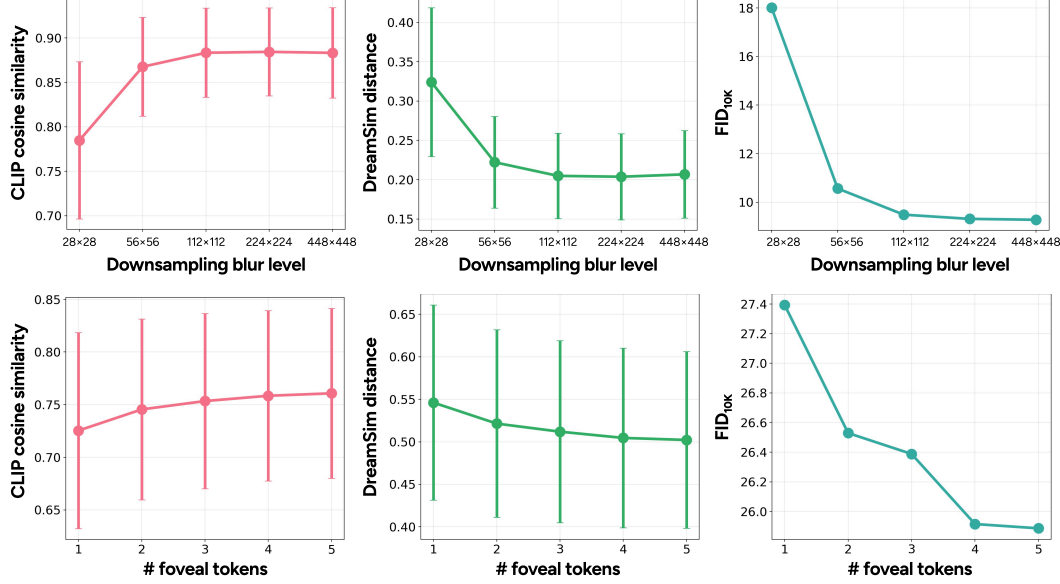 CLIP cosine similarity
0.90
0.85
0.80
0.75
0.70
28×28 56×56 112×112 224×224 448×448
Downsampling blur level
DreamSim distance
0.40
0.35
0.30
0.25
0.20
0.15
28×28 56×56 112×112 224×224 448×448
Downsampling blur level
FID10K
18
16
14
12
10
28×28 56×56 112×112 224×224 448×448
Downsampling blur level
CLIP cosine similarity
0.85
0.80
0.75
0.70
0.65
1 2 3 4 5
# foveal tokens
DreamSim distance
0.65
0.60
0.55
0.50
0.45
0.40
1 2 3 4 5
# foveal tokens
FID10K
27.4
27.2
27.0
26.8
26.6
26.4
26.2
26.0
1 2 3 4 5
# foveal tokens